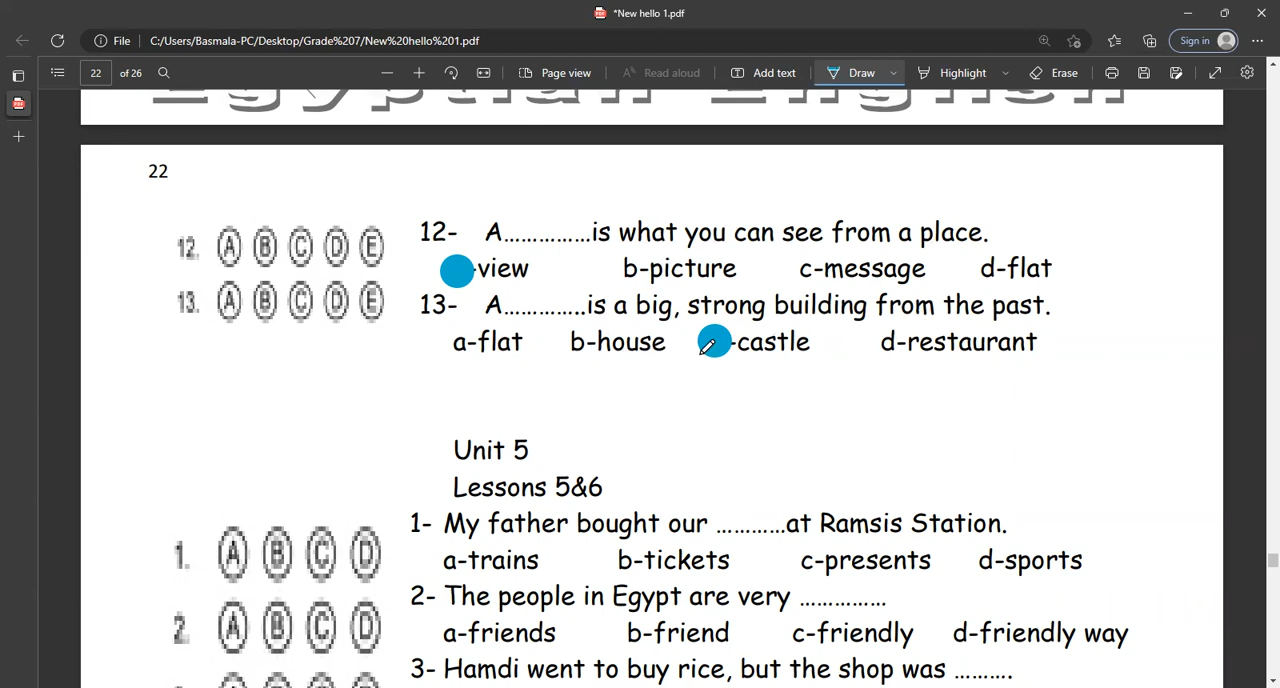 *New hello 1.pdf
File C:/Users/Basmala-PC/Desktop/Grade%207/New%20hello%201.pdf Sign in
22 of 26 Page view Read aloud Add text Draw Highlight Erase
Egyptian English
22
12. A B C D E 12- A...............is what you can see from a place.
-view b-picture c-message d-flat
13. A B C D E 13- A..............is a big, strong building from the past.
a-flat b-house -castle d-restaurant
Unit 5
Lessons 5&6
1- My father bought our ............at Ramsis Station.
1. A B C D a-trains b-tickets c-presents d-sports
2- The people in Egypt are very ...............
2. A B C D a-friends b-friend c-friendly d-friendly way
3- Hamdi went to buy rice, but the shop was ..........